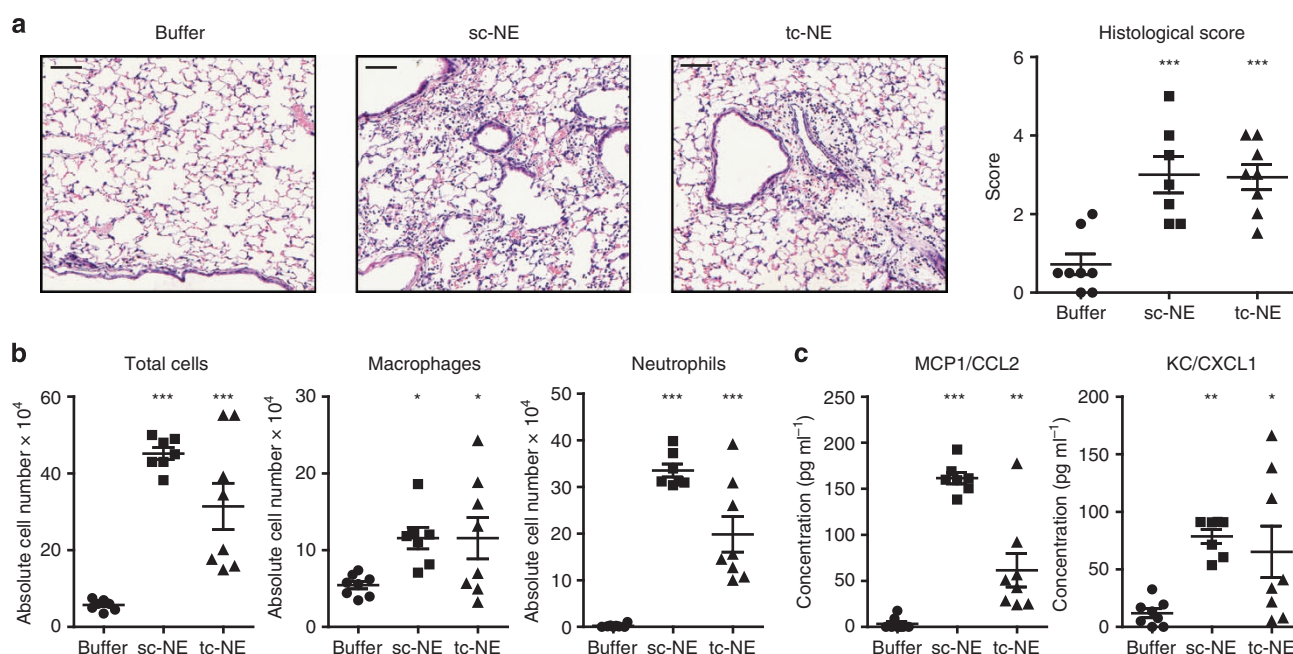 a
Buffer
sc-NE
tc-NE
Histological score
Score
6
4
2
0
***
***
Buffer
sc-NE
tc-NE
b
Total cells
Absolute cell number × 10⁴
60
40
20
0
***
***
Buffer
sc-NE
tc-NE
Macrophages
Absolute cell number × 10⁴
30
20
10
0
*
*
Buffer
sc-NE
tc-NE
Neutrophils
Absolute cell number × 10⁴
50
40
30
20
10
0
***
***
Buffer
sc-NE
tc-NE
c
MCP1/CCL2
Concentration (pg ml⁻¹)
250
200
150
100
50
0
***
**
Buffer
sc-NE
tc-NE
KC/CXCL1
Concentration (pg ml⁻¹)
200
150
100
50
0
**
*
Buffer
sc-NE
tc-NE